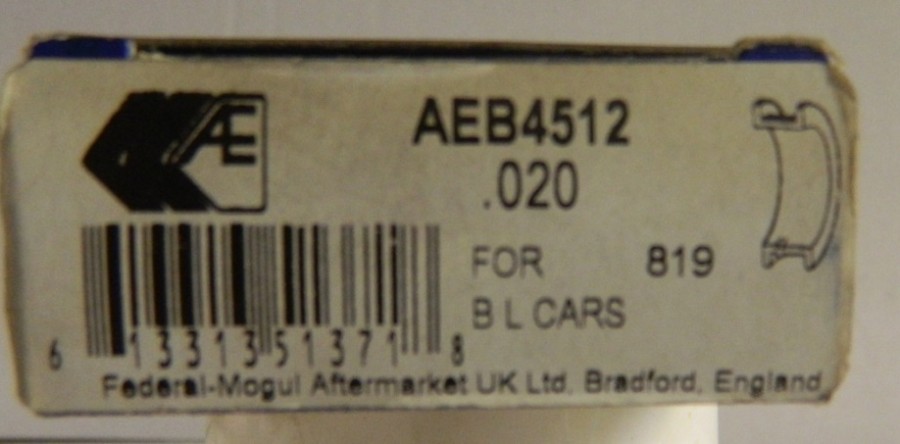 AE
AEB4512
.020
FOR 819
B L CARS
6 13313 51371 8
Federal-Mogul Aftermarket UK Ltd. Bradford, England